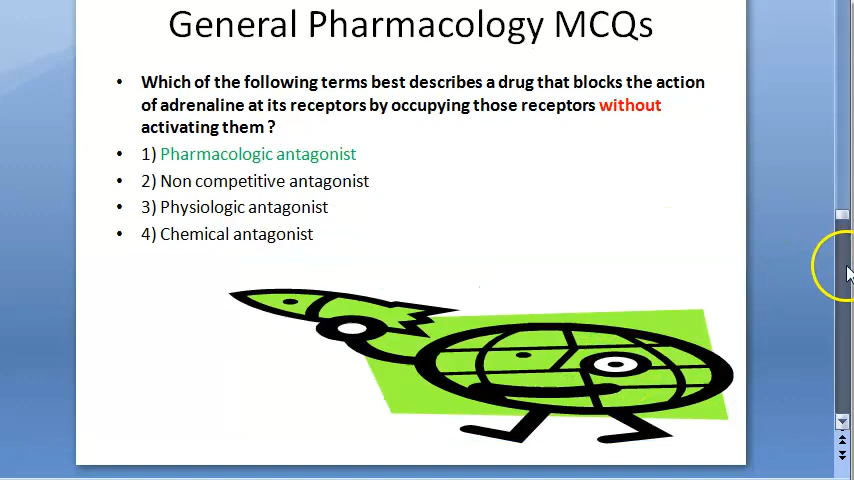 General Pharmacology MCQs
• Which of the following terms best describes a drug that blocks the action
of adrenaline at its receptors by occupying those receptors without
activating them ?
• 1) Pharmacologic antagonist
• 2) Non competitive antagonist
• 3) Physiologic antagonist
• 4) Chemical antagonist